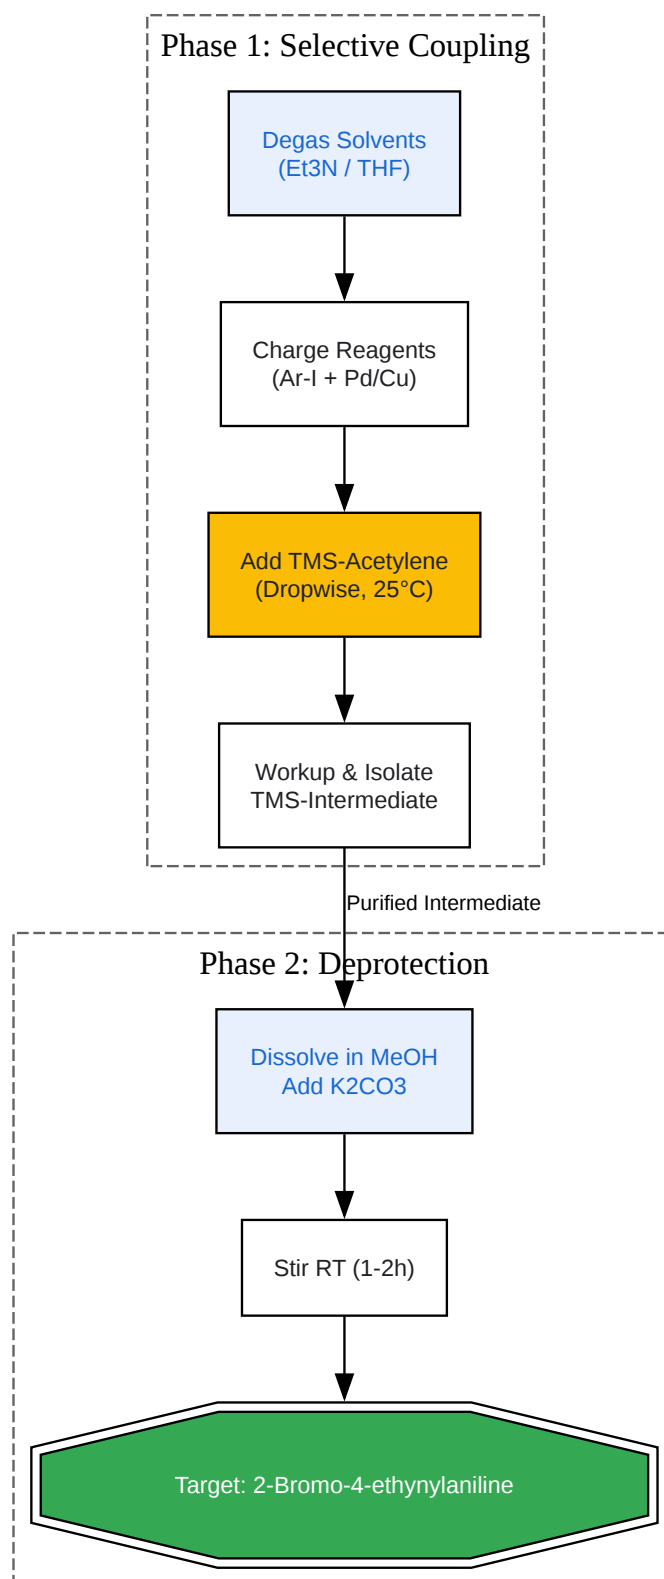 Phase 1: Selective Coupling
Degas Solvents
(Et3N / THF)
Charge Reagents
(Ar-I + Pd/Cu)
Add TMS-Acetylene
(Dropwise, 25°C)
Workup & Isolate
TMS-Intermediate
Purified Intermediate
Phase 2: Deprotection
Dissolve in MeOH
Add K2CO3
Stir RT (1-2h)
Target: 2-Bromo-4-ethynylaniline